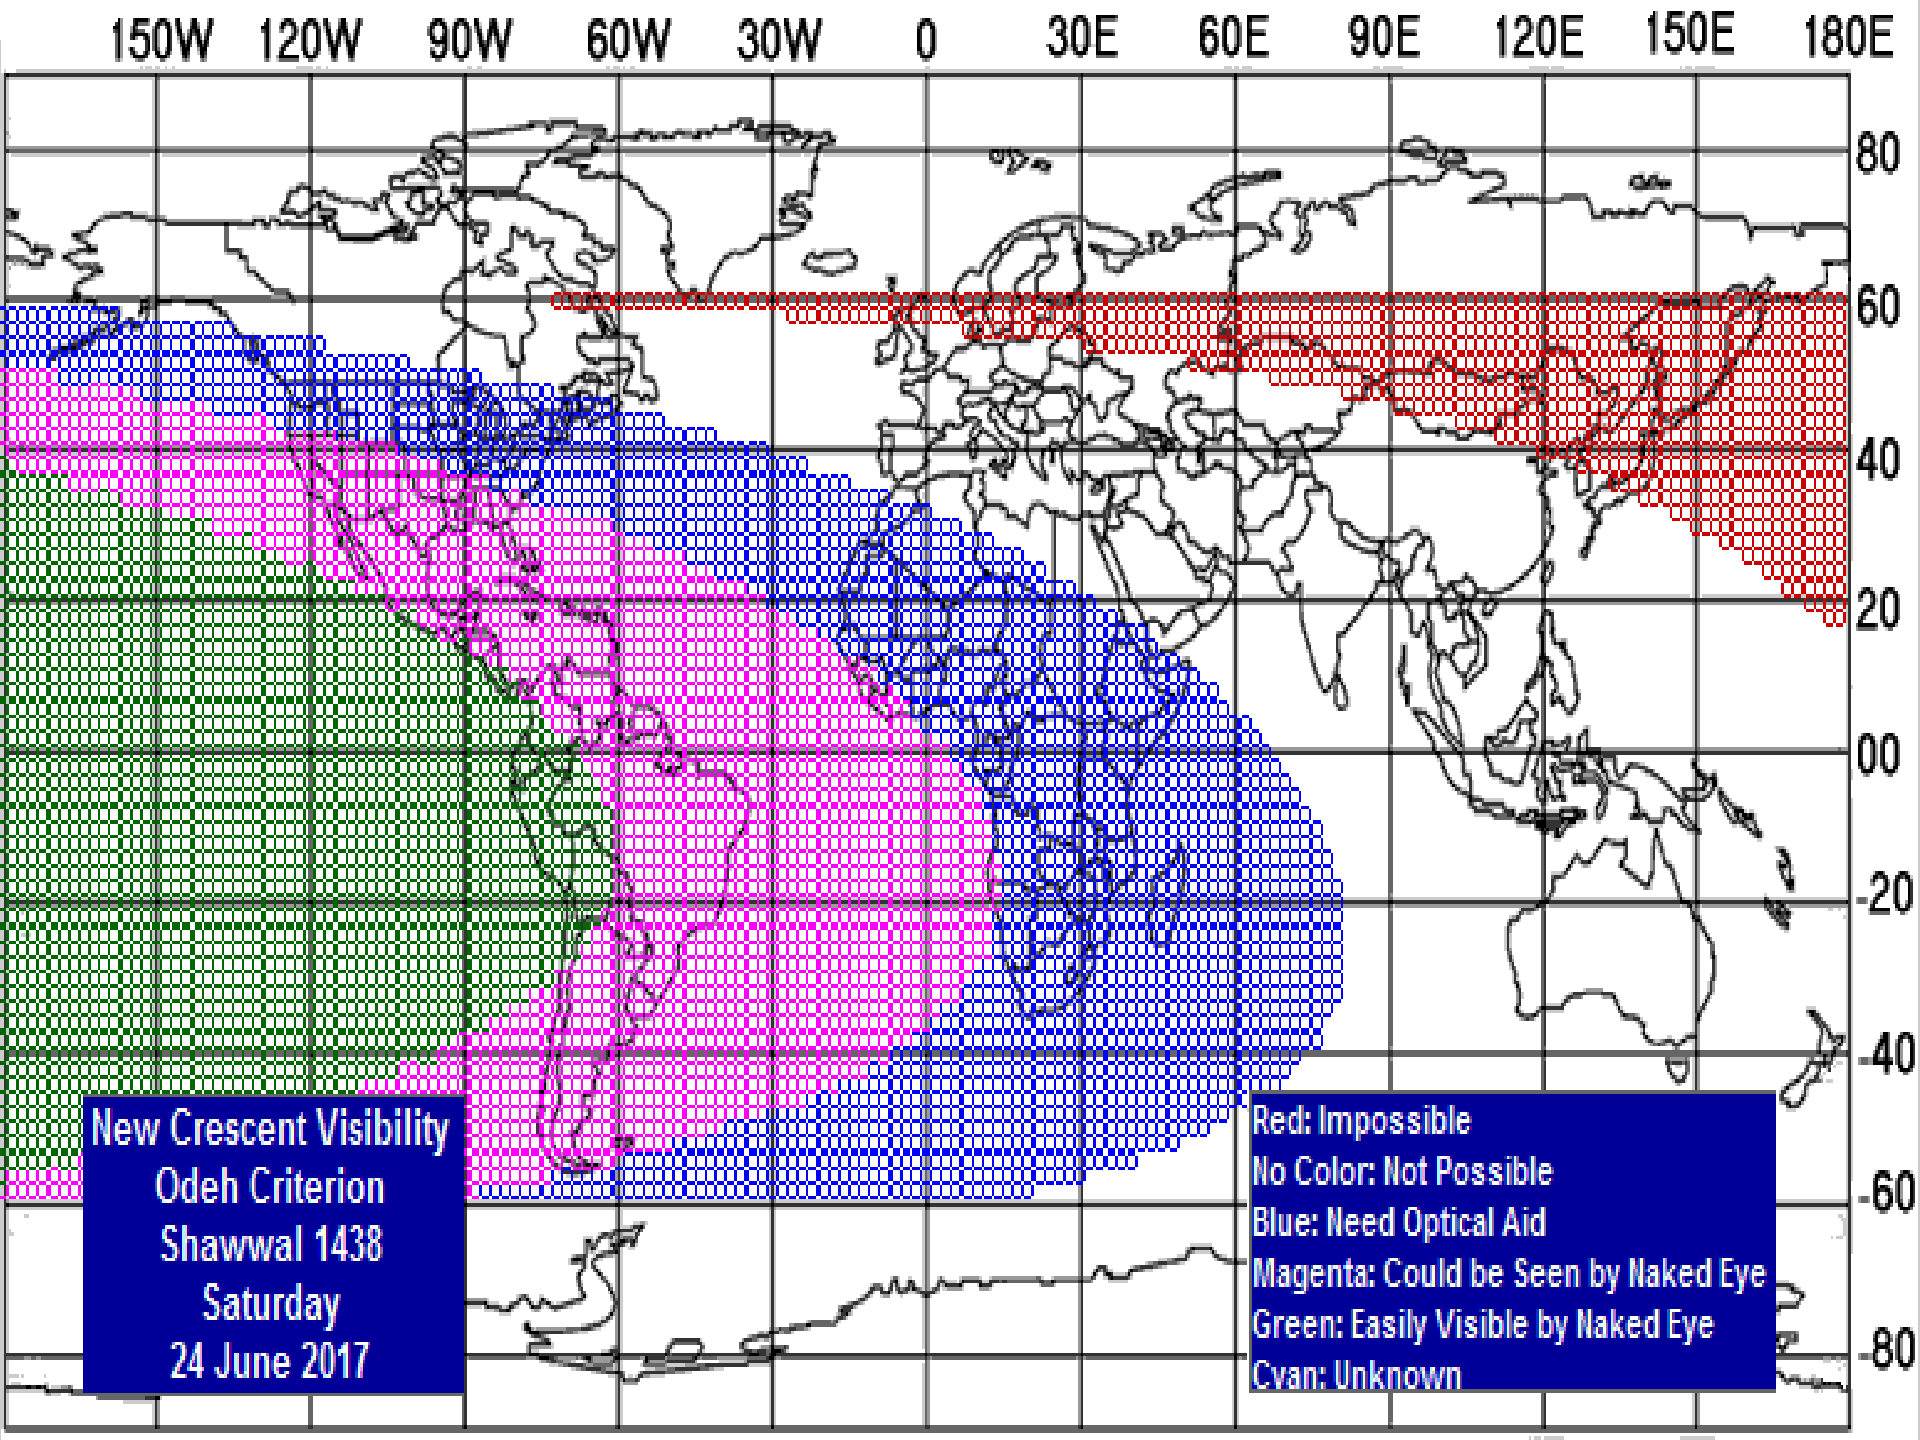 150W 120W 90W 60W 30W 0 30E 60E 90E 120E 150E 180E
80
60
40
20
00
-20
-40
-60
-80
New Crescent Visibility
Odeh Criterion
Shawwal 1438
Saturday
24 June 2017
Red: Impossible
No Color: Not Possible
Blue: Need Optical Aid
Magenta: Could be Seen by Naked Eye
Green: Easily Visible by Naked Eye
Cyan: Unknown